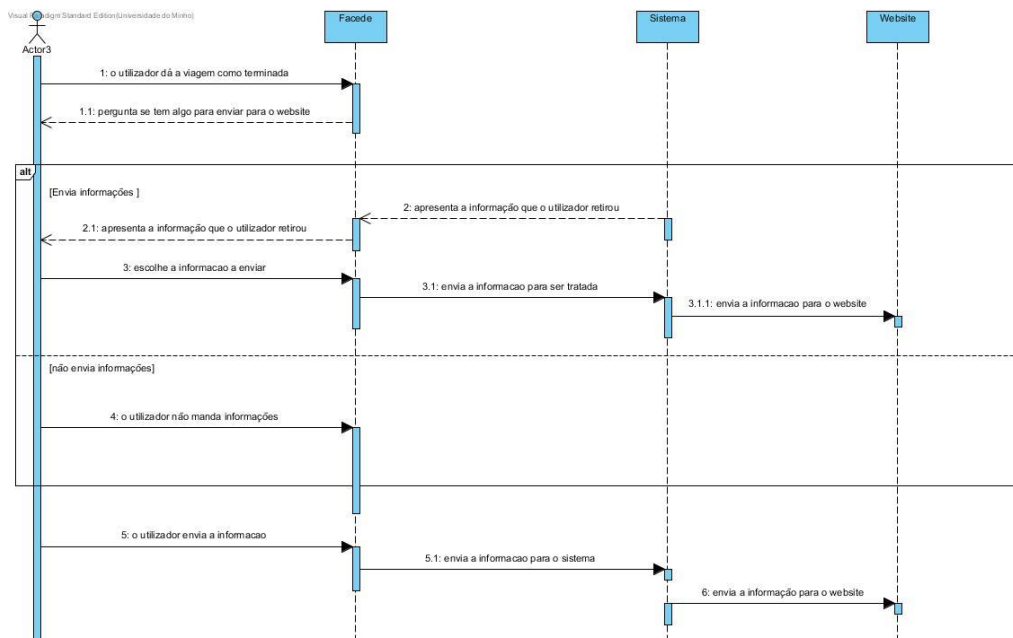 Visual Paradigm Standard Edition(Universidade do Minho)
Actor3
Facede
Sistema
Website
1: o utilizador dá a viagem como terminada
1.1: pergunta se tem algo para enviar para o website
alt
[Envia informações ]
2: apresenta a informação que o utilizador retirou
2.1: apresenta a informação que o utilizador retirou
3: escolhe a informacao a enviar
3.1: envia a informacao para ser tratada
3.1.1: envia a informacao para o website
[não envia informações]
4: o utilizador não manda informações
5: o utilizador envia a informacao
5.1: envia a informacao para o sistema
6: envia a informação para o website